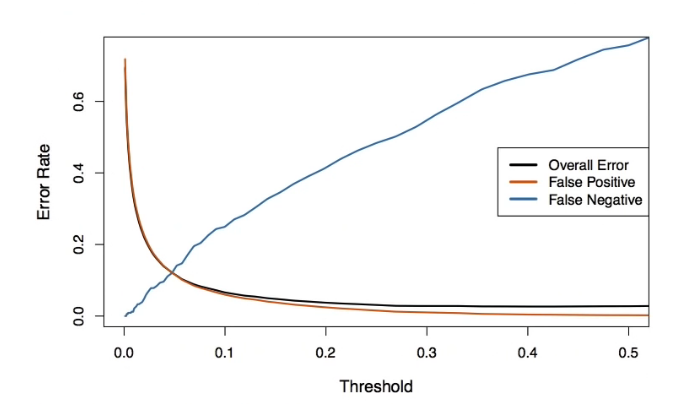 Error Rate
0.6
0.4
0.2
0.0
Overall Error
False Positive
False Negative
0.0 0.1 0.2 0.3 0.4 0.5
Threshold